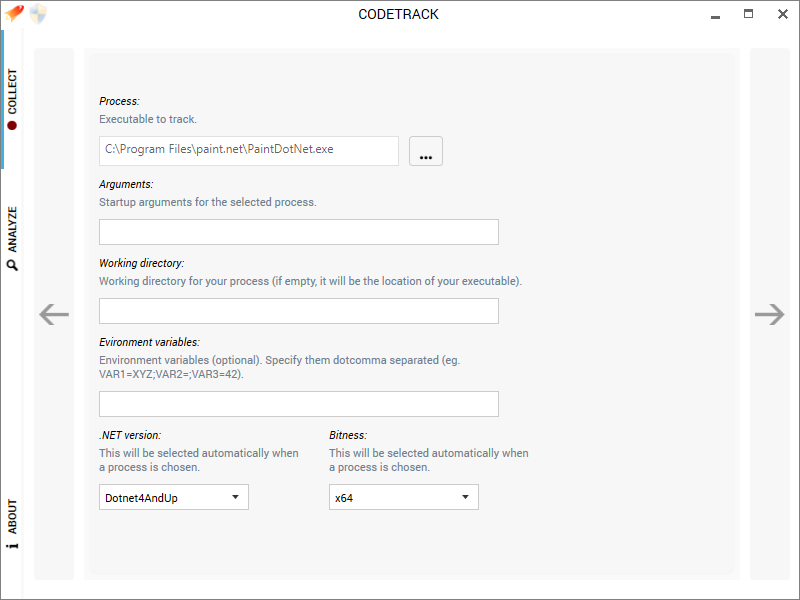 CODETRACK
COLLECT
ANALYZE
ABOUT
Process:
Executable to track.
C:\Program Files\paint.net\PaintDotNet.exe
...
Arguments:
Startup arguments for the selected process.
Working directory:
Working directory for your process (if empty, it will be the location of your executable).
Evironment variables:
Environment variables (optional). Specify them dotcomma separated (eg.
VAR1=XYZ;VAR2=;VAR3=42).
.NET version:
This will be selected automatically when
a process is chosen.
Dotnet4AndUp
Bitness:
This will be selected automatically when
a process is chosen.
x64